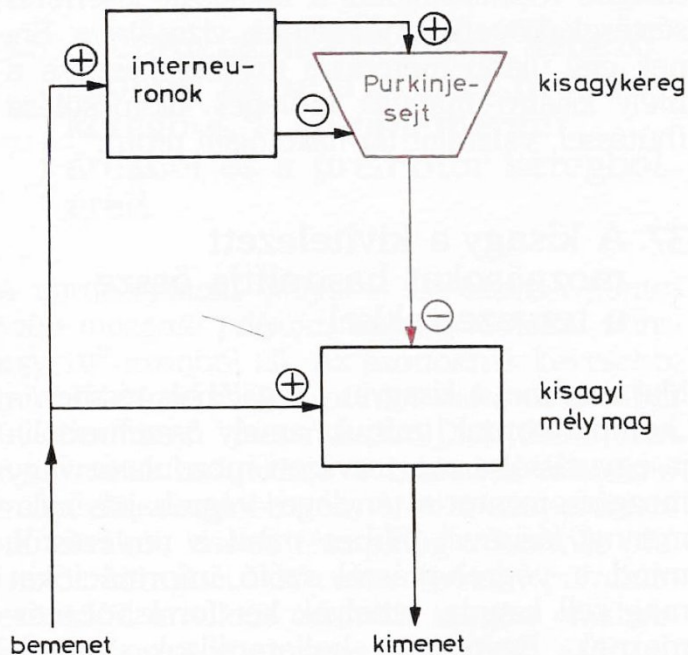 +
+
interneu-
ronok
−
Purkinje-
sejt
kisagykéreg
−
+
kisagyi
mély mag
bemenet
kimenet